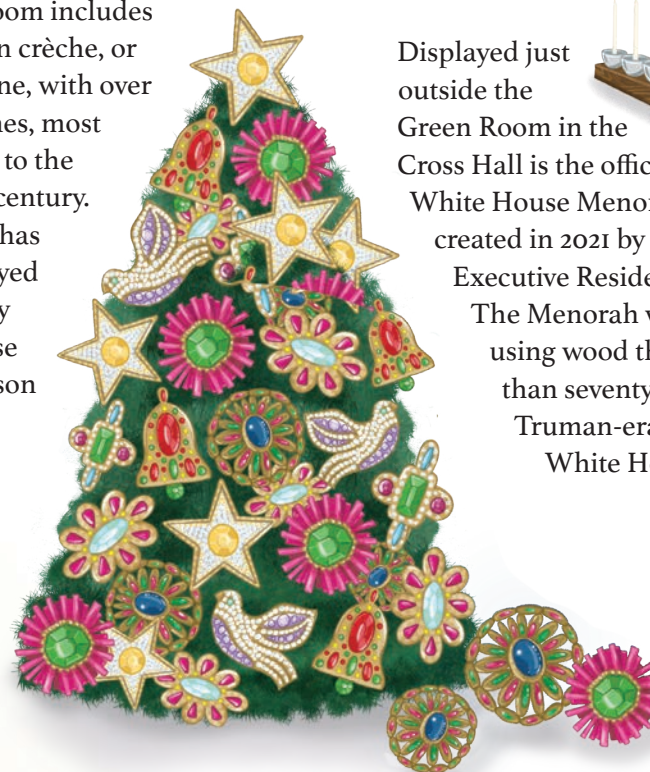 oom includes
n crèche, or
ne, with over
nes, most
to the
century.
has
yed
y
se
son
Displayed just
outside the
Green Room in the
Cross Hall is the offic
White House Menor
created in 2021 by
Executive Reside
The Menorah w
using wood th
than seventy
Truman-era
White Ho